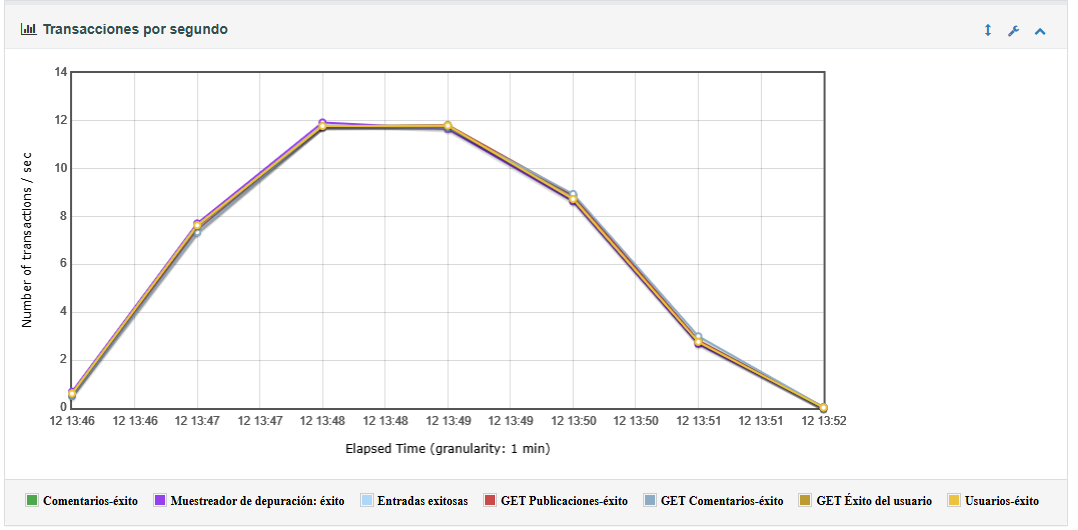 Transacciones por segundo
14
12
10
8
6
4
2
0
Number of transactions / sec
12 13:46 12 13:46 12 13:47 12 13:47 12 13:48 12 13:48 12 13:49 12 13:49 12 13:50 12 13:50 12 13:51 12 13:51 12 13:52
Elapsed Time (granularity: 1 min)
Comentarios-éxito Muestreador de depuración: éxito Entradas exitosas GET Publicaciones-éxito GET Comentarios-éxito GET Éxito del usuario Usuarios-éxito